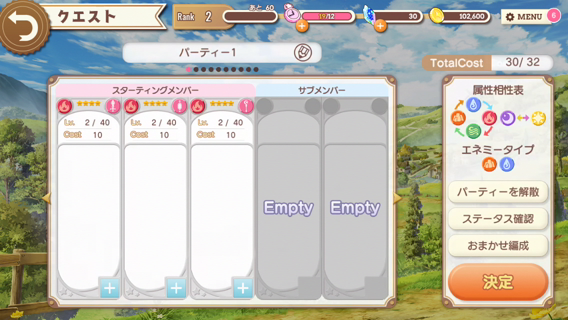 クエスト
Rank 2
あと 60
19/12
30
102,600
MENU
6
パーティー1
TotalCost 30/ 32
スターティングメンバー
サブメンバー
Lv. 2 / 40
Cost 10
Lv. 2 / 40
Cost 10
Lv. 2 / 40
Cost 10
Empty
Empty
属性相性表
エネミータイプ
パーティーを解散
ステータス確認
おまかせ編成
決定